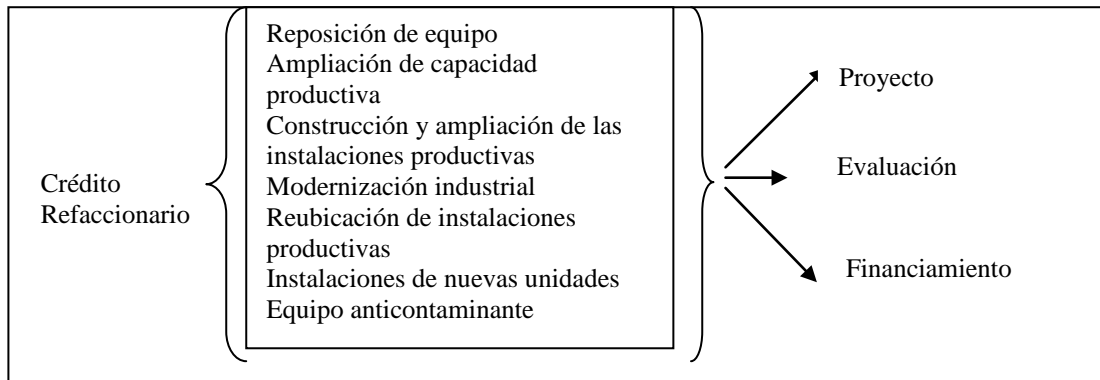 Crédito
Refaccionario
Reposición de equipo
Ampliación de capacidad
productiva
Construcción y ampliación de las
instalaciones productivas
Modernización industrial
Reubicación de instalaciones
productivas
Instalaciones de nuevas unidades
Equipo anticontaminante
Proyecto
Evaluación
Financiamiento